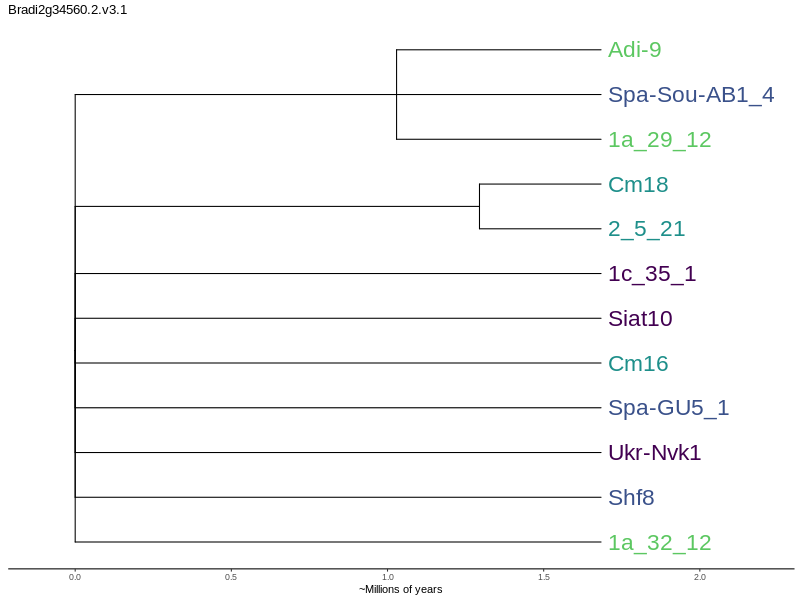 Bradi2g34560.2.v3.1
Adi-9
Spa-Sou-AB1_4
1a_29_12
Cm18
2_5_21
1c_35_1
Siat10
Cm16
Spa-GU5_1
Ukr-Nvk1
Shf8
1a_32_12
0.0 0.5 1.0 1.5 2.0
~Millions of years